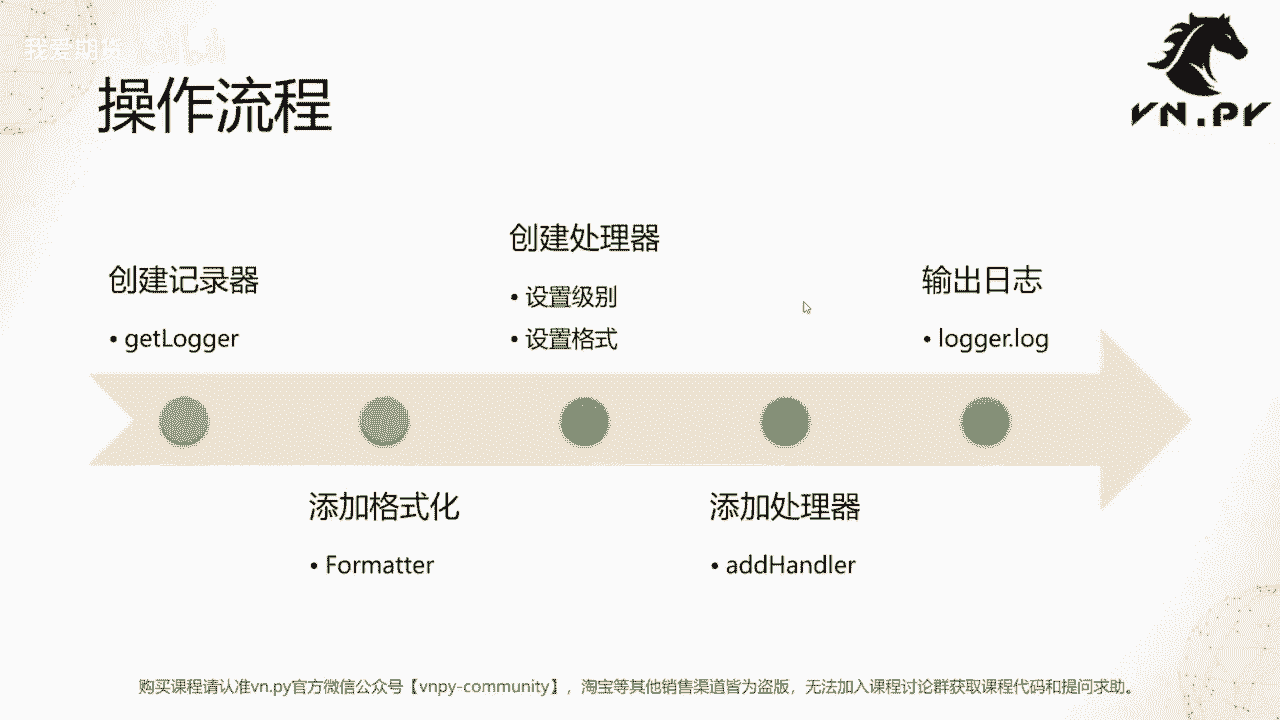 我爱期货
操作流程
VN.PY
创建记录器
• getLogger
添加格式化
• Formatter
创建处理器
• 设置级别
• 设置格式
添加处理器
• addHandler
输出日志
• logger.log
购买课程请认准vn.py官方微信公众号【vnpy-community】，淘宝等其他销售渠道皆为盗版，无法加入课程讨论群获取课程代码和提问求助。